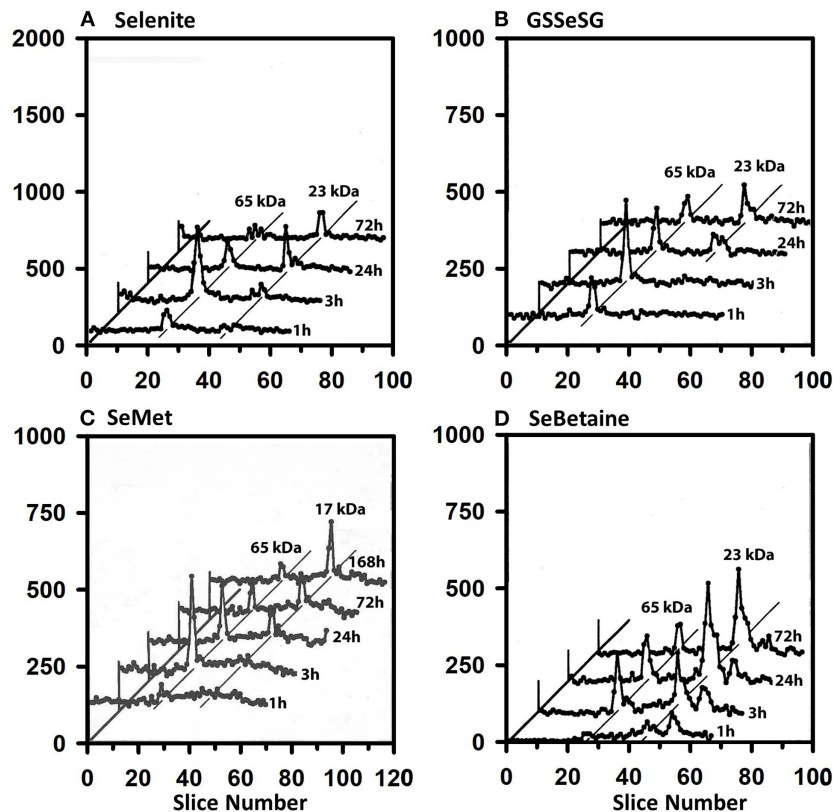 A Selenite
B GSSeSG
2000
1500
1000
500
0
65 kDa
23 kDa
72h
24h
3h
1h
0 20 40 60 80 100
1000
750
500
250
0
65 kDa
23 kDa
72h
24h
3h
1h
0 20 40 60 80 100
C SeMet
D SeBetaine
1000
750
500
250
0
17 kDa
65 kDa
168h
72h
24h
3h
1h
0 20 40 60 80 100 120
Slice Number
1000
750
500
250
0
23 kDa
65 kDa
72h
24h
3h
1h
0 20 40 60 80 100
Slice Number